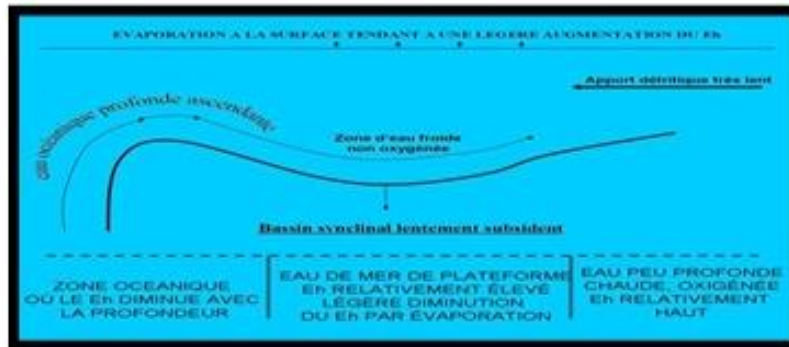 EVAPORATION A LA SURFACE TENDANT A UNE LEGERE AUGMENTATION DU Eh
Apport détritique très lent
eau océanique profonde ascendante
Zone d'eau froide
non oxygénée
Bassin synclinal lentement subsident
ZONE OCEANIQUE
OÙ LE Eh DIMINUE AVEC
LA PROFONDEUR
EAU DE MER DE PLATEFORME
Eh RELATIVEMENT ÉLEVÉ
LÉGÈRE DIMINUTION
DU Eh PAR ÉVAPORATION
EAU PEU PROFONDE
CHAUDE, OXIGÉNÉE
Eh RELATIVEMENT
HAUT